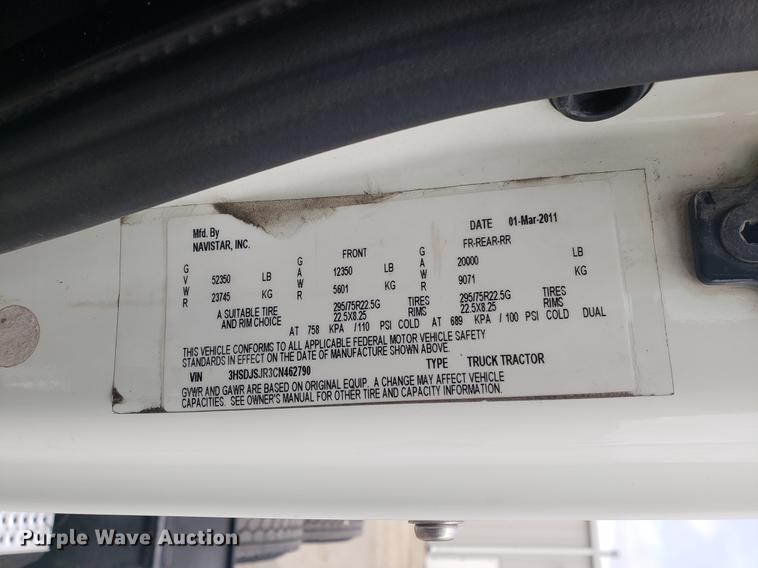 Mfd. By
NAVISTAR, INC.
DATE 01-Mar-2011
FRONT
FR-REAR-RR
G V W R 52350 LB
23745 KG
G A W R 12350 LB
5601 KG
G A W R 20000 LB
9071 KG
A SUITABLE TIRE AND RIM CHOICE
295/75R22.5G TIRES 295/75R22.5G TIRES
22.5X8.25 RIMS 22.5X8.25 RIMS
AT 758 KPA /110 PSI COLD AT 689 KPA / 100 PSI COLD DUAL
THIS VEHICLE CONFORMS TO ALL APPLICABLE FEDERAL MOTOR VEHICLE SAFETY
STANDARDS IN EFFECT ON DATE OF MANUFACTURE SHOWN ABOVE.
VIN 3HSDJSJR3CN462790 TYPE TRUCK TRACTOR
GVWR AND GAWR ARE BASED ON ORIGINAL EQUIP. A CHANGE MAY AFFECT VEHICLE
CAPACITIES. SEE OWNER'S MANUAL FOR OTHER TIRE AND CAPACITY INFORMATION.
Purple Wave Auction